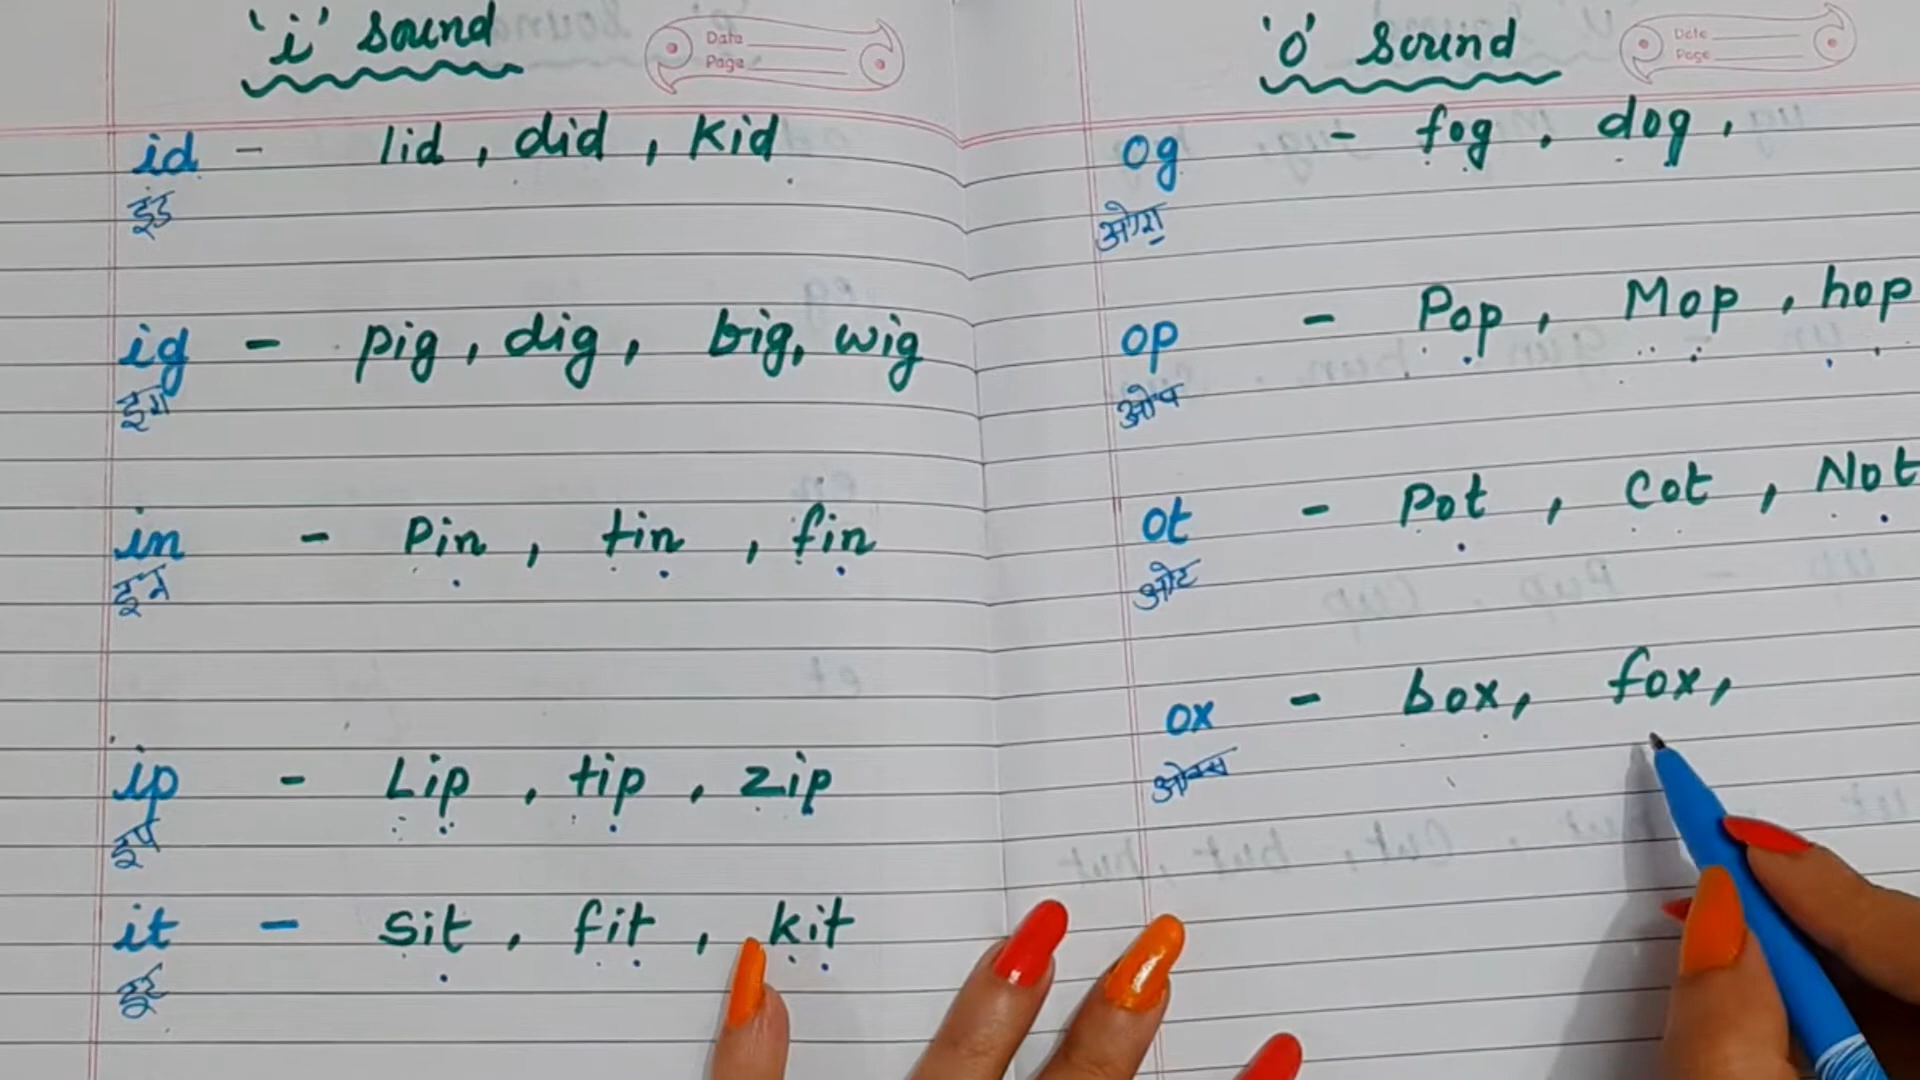 'i' sound
Date
Page
id - lid, did, kid
इड
ig - pig, dig, big, wig
इग
in - Pin, tin, fin
इन
ip - Lip, tip, zip
इप
it - sit, fit, kit
इट
'o' sound
Date
Page
og - fog, dog,
ओग
op - Pop, Mop, hop
ओप
ot - Pot, Cot, Not
ओट
ox - box, fox,
ओक्स